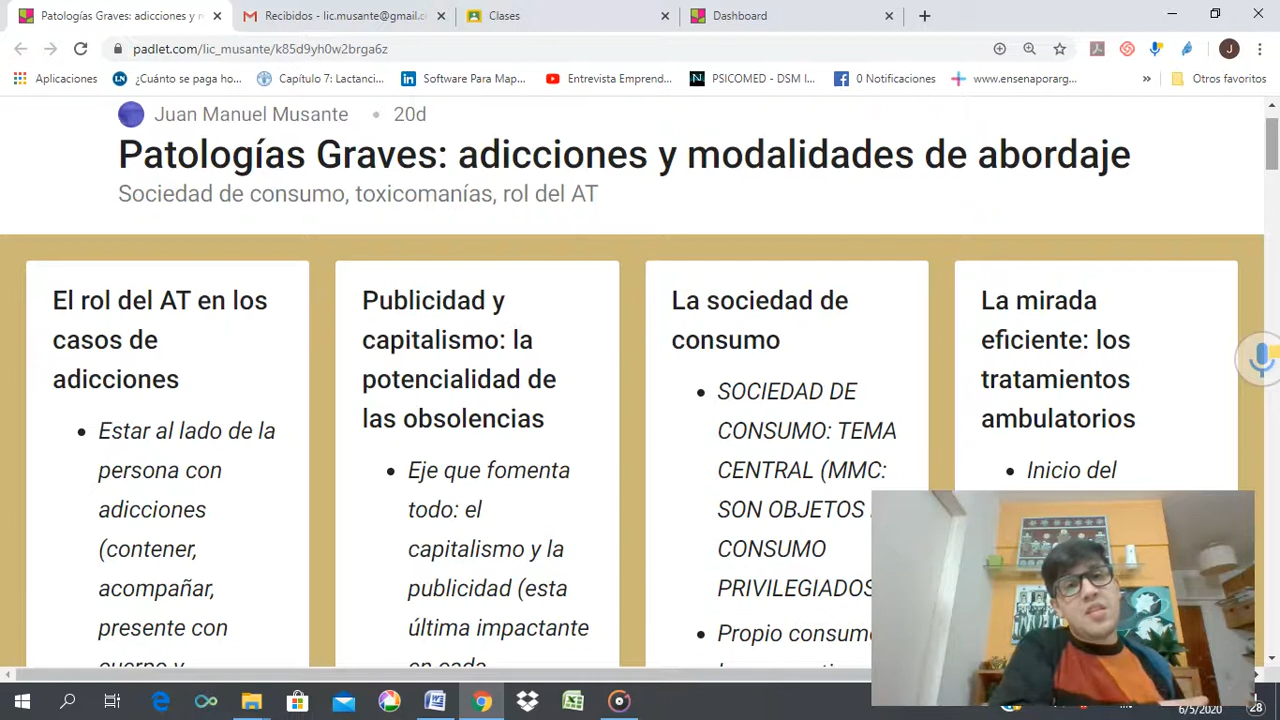 Patologías Graves: adicciones y r
Recibidos - lic.musante@gmail.c
Clases
Dashboard
padlet.com/lic_musante/k85d9yh0w2brga6z
J
Aplicaciones
¿Cuánto se paga ho...
Capítulo 7: Lactanci...
Software Para Map...
Entrevista Emprend...
PSICOMED - DSM I...
0 Notificaciones
www.ensenaporarg...
Otros favoritos
Juan Manuel Musante • 20d
Patologías Graves: adicciones y modalidades de abordaje
Sociedad de consumo, toxicomanías, rol del AT
El rol del AT en los
casos de
adicciones
• Estar al lado de la
persona con
adicciones
(contener,
acompañar,
presente con
cuerpo y
Publicidad y
capitalismo: la
potencialidad de
las obsolencias
• Eje que fomenta
todo: el
capitalismo y la
publicidad (esta
última impactante
en cada
La sociedad de
consumo
• SOCIEDAD DE
CONSUMO: TEMA
CENTRAL (MMC:
SON OBJETOS
CONSUMO
PRIVILEGIADOS
• Propio consum
La mirada
eficiente: los
tratamientos
ambulatorios
• Inicio del
6/5/2020
28